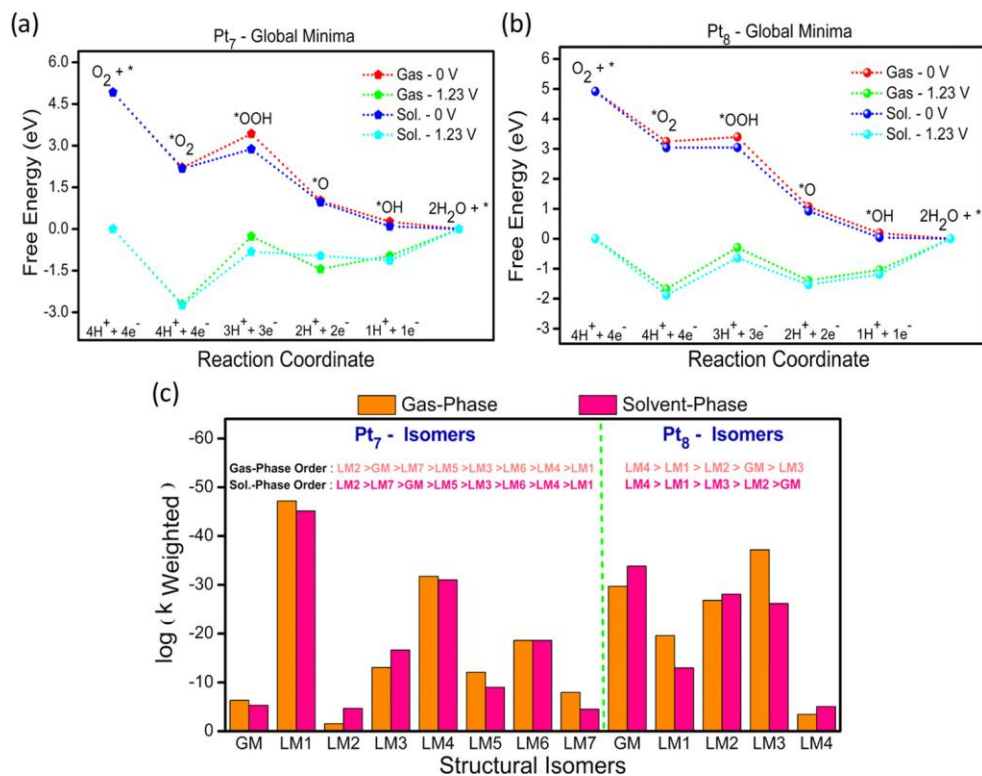 (a)
Pt7 - Global Minima
Free Energy (eV)
6.0
4.5
3.0
1.5
0.0
-1.5
-3.0
O2 + *
*O2
*OOH
*O
*OH
2H2O + *
Gas - 0 V
Gas - 1.23 V
Sol. - 0 V
Sol. - 1.23 V
4H+ + 4e-
4H+ + 4e-
3H+ + 3e-
2H+ + 2e-
1H+ + 1e-
Reaction Coordinate
(b)
Pt8 - Global Minima
Free Energy (eV)
6
5
4
3
2
1
0
-1
-2
-3
O2 + *
*O2
*OOH
*O
*OH
2H2O + *
Gas - 0 V
Gas - 1.23 V
Sol. - 0 V
Sol. - 1.23 V
4H+ + 4e-
4H+ + 4e-
3H+ + 3e-
2H+ + 2e-
1H+ + 1e-
Reaction Coordinate
(c)
Gas-Phase
Solvent-Phase
Pt7 - Isomers
Pt8 - Isomers
Gas-Phase Order : LM2 >GM >LM7 >LM5 >LM3 >LM6 >LM4 >LM1
LM4 > LM1 > LM2 > GM > LM3
Sol.-Phase Order : LM2 >LM7 >GM >LM5 >LM3 >LM6 >LM4 >LM1
LM4 > LM1 > LM3 > LM2 >GM
log (k Weighted)
-60
-50
-40
-30
-20
-10
0
GM LM1 LM2 LM3 LM4 LM5 LM6 LM7 GM LM1 LM2 LM3 LM4
Structural Isomers